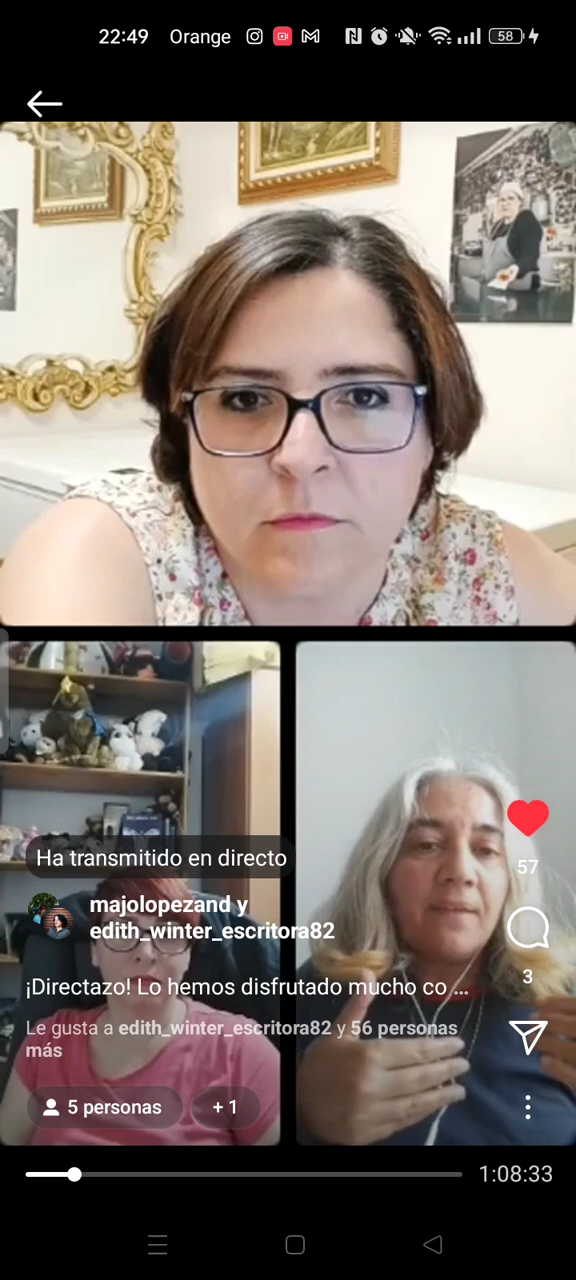 22:49 Orange 58
Ha transmitido en directo
57
majolopezand y
edith_winter_escritora82
3
¡Directazo! Lo hemos disfrutado mucho co ...
Le gusta a edith_winter_escritora82 y 56 personas
más
5 personas +1
1:08:33